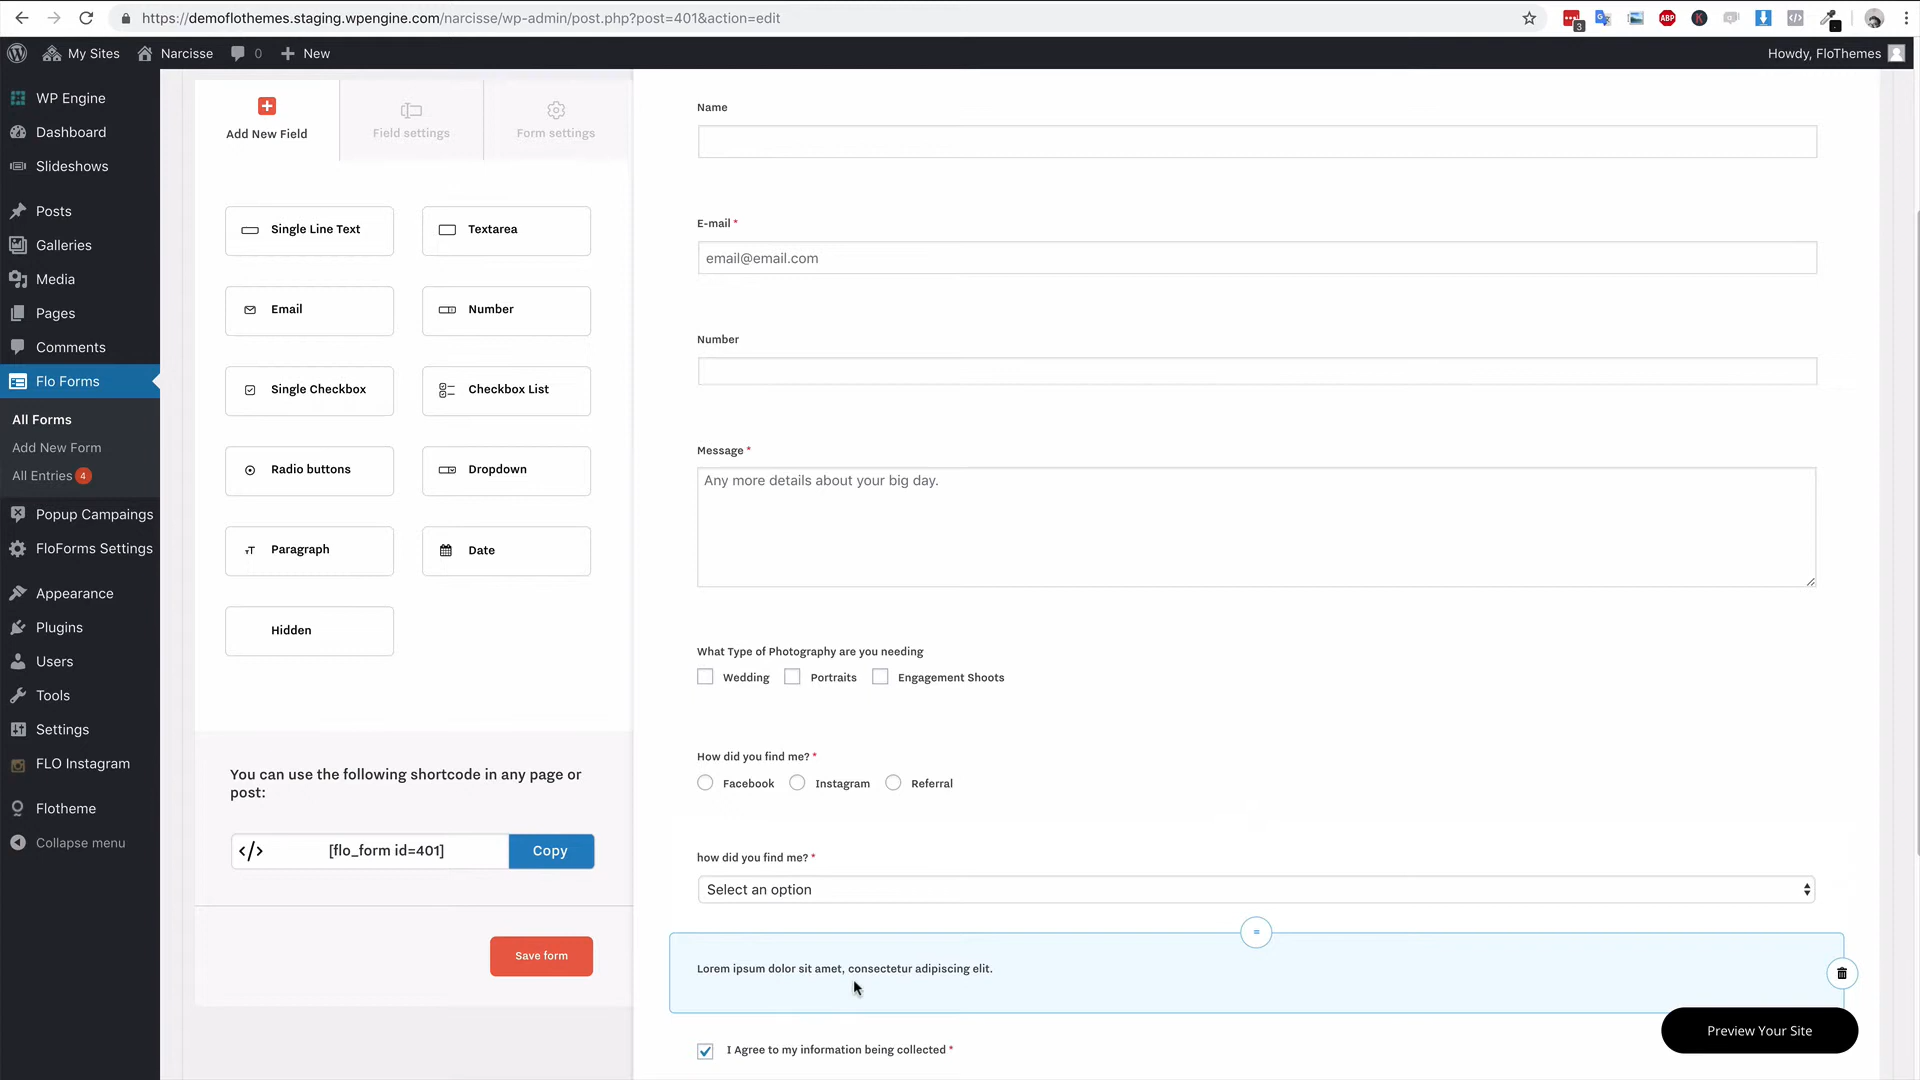 https://demoflothemes.staging.wpengine.com/narcisse/wp-admin/post.php?post=401&action=edit
3
ABP
K
My Sites
Narcisse
0
New
Howdy, FloThemes
WP Engine
Dashboard
Slideshows
Posts
Galleries
Media
Pages
Comments
Flo Forms
All Forms
Add New Form
All Entries 4
Popup Campaings
FloForms Settings
Appearance
Plugins
Users
Tools
Settings
FLO Instagram
Flotheme
Collapse menu
Add New Field
Field settings
Form settings
Single Line Text
Textarea
Email
Number
Single Checkbox
Checkbox List
Radio buttons
Dropdown
Paragraph
Date
Hidden
You can use the following shortcode in any page or
post:
</> [flo_form id=401]
Copy
Save form
Name
E-mail *
email@email.com
Number
Message *
Any more details about your big day.
What Type of Photography are you needing
Wedding
Portraits
Engagement Shoots
How did you find me? *
Facebook
Instagram
Referral
how did you find me? *
Select an option
Lorem ipsum dolor sit amet, consectetur adipiscing elit.
Preview Your Site
I Agree to my information being collected *